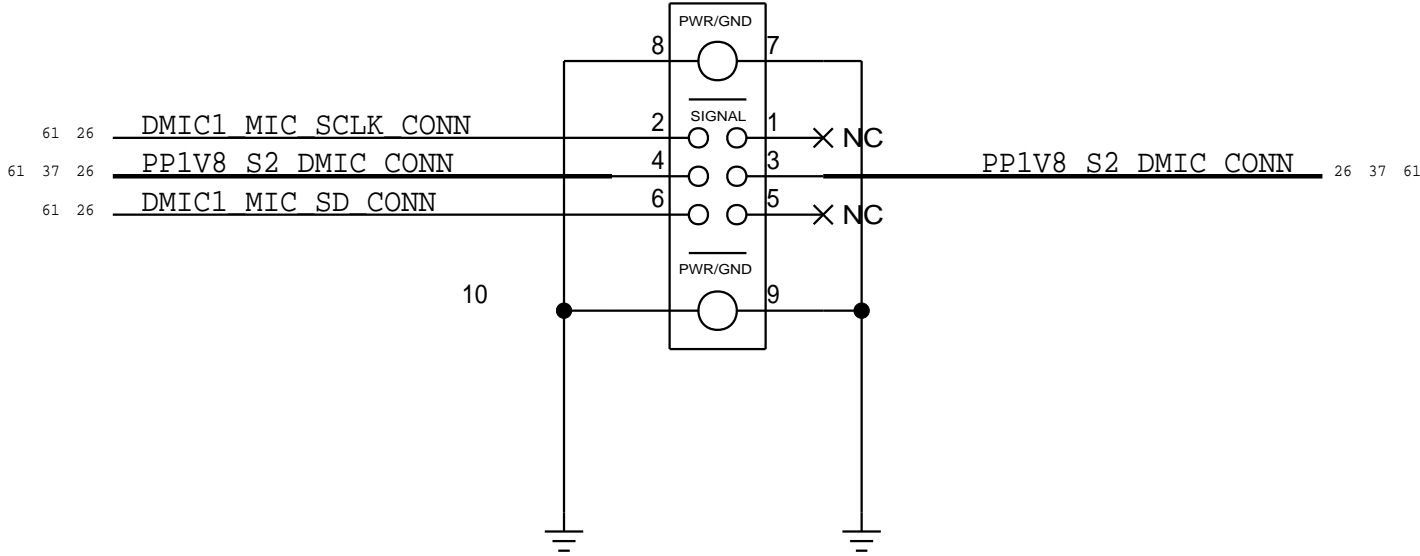 PWR/GND
8 7
SIGNAL
61 26 DMIC1_MIC_SCLK_CONN 2 1 NC
61 37 26 PP1V8_S2_DMIC_CONN 4 3 PP1V8_S2_DMIC_CONN 26 37 61
61 26 DMIC1_MIC_SD_CONN 6 5 NC
PWR/GND
10 9